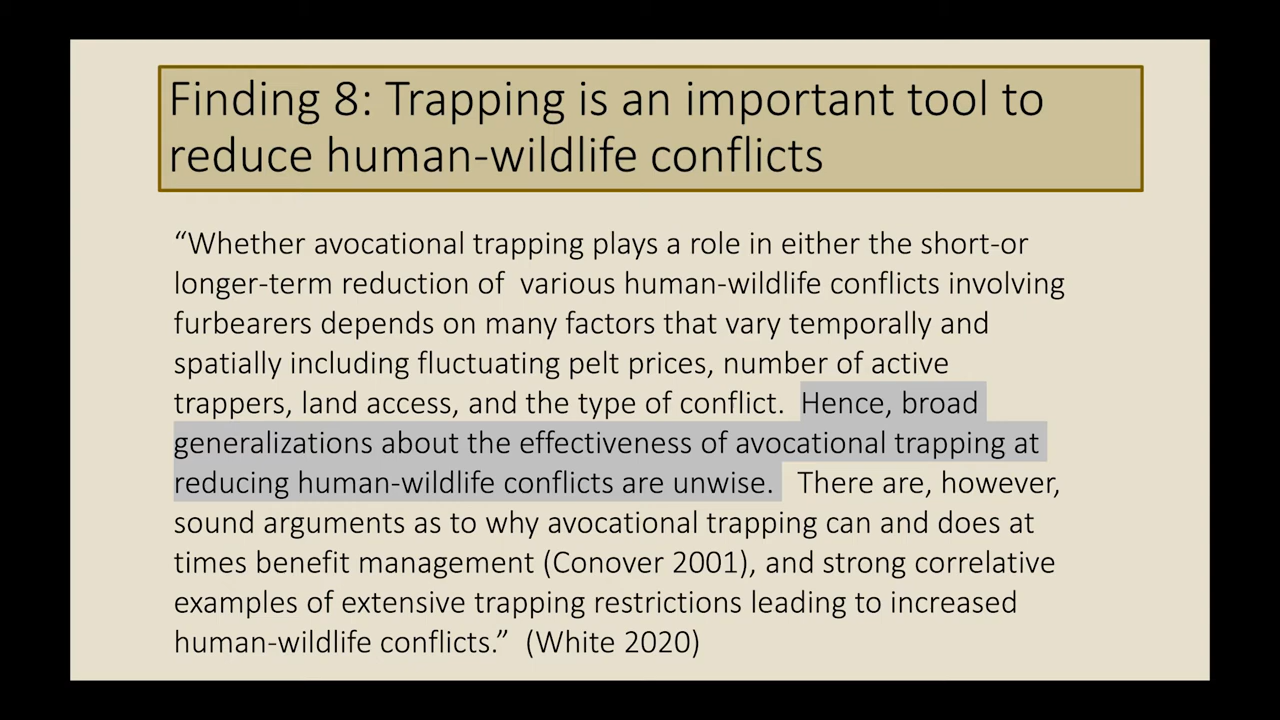 Finding 8: Trapping is an important tool to
reduce human-wildlife conflicts
“Whether avocational trapping plays a role in either the short-or
longer-term reduction of  various human-wildlife conflicts involving
furbearers depends on many factors that vary temporally and
spatially including fluctuating pelt prices, number of active
trappers, land access, and the type of conflict.  Hence, broad
generalizations about the effectiveness of avocational trapping at
reducing human-wildlife conflicts are unwise.  There are, however,
sound arguments as to why avocational trapping can and does at
times benefit management (Conover 2001), and strong correlative
examples of extensive trapping restrictions leading to increased
human-wildlife conflicts.”  (White 2020)